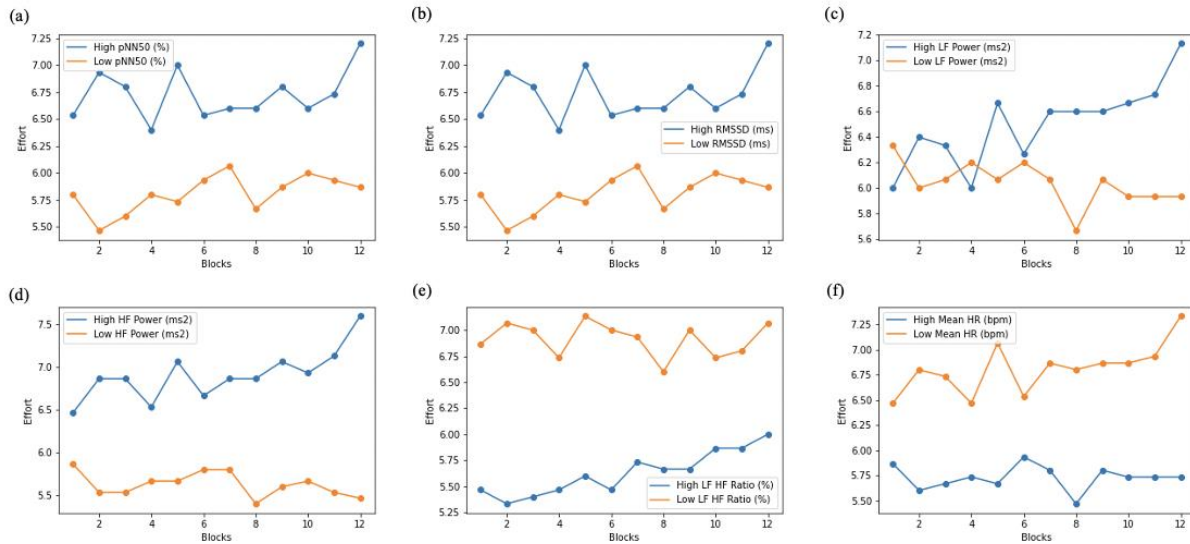 (a)
7.25
7.00
6.75
6.50
6.25
6.00
5.75
5.50
Effort
High pNN50 (%)
Low pNN50 (%)
2 4 6 8 10 12
Blocks
(b)
7.25
7.00
6.75
6.50
6.25
6.00
5.75
5.50
Effort
High RMSSD (ms)
Low RMSSD (ms)
2 4 6 8 10 12
Blocks
(c)
7.2
7.0
6.8
6.6
6.4
6.2
6.0
5.8
5.6
Effort
High LF Power (ms2)
Low LF Power (ms2)
2 4 6 8 10 12
Blocks
(d)
7.5
7.0
6.5
6.0
5.5
Effort
High HF Power (ms2)
Low HF Power (ms2)
2 4 6 8 10 12
Blocks
(e)
7.00
6.75
6.50
6.25
6.00
5.75
5.50
5.25
Effort
High LF HF Ratio (%)
Low LF HF Ratio (%)
2 4 6 8 10 12
Blocks
(f)
7.25
7.00
6.75
6.50
6.25
6.00
5.75
5.50
Effort
High Mean HR (bpm)
Low Mean HR (bpm)
2 4 6 8 10 12
Blocks